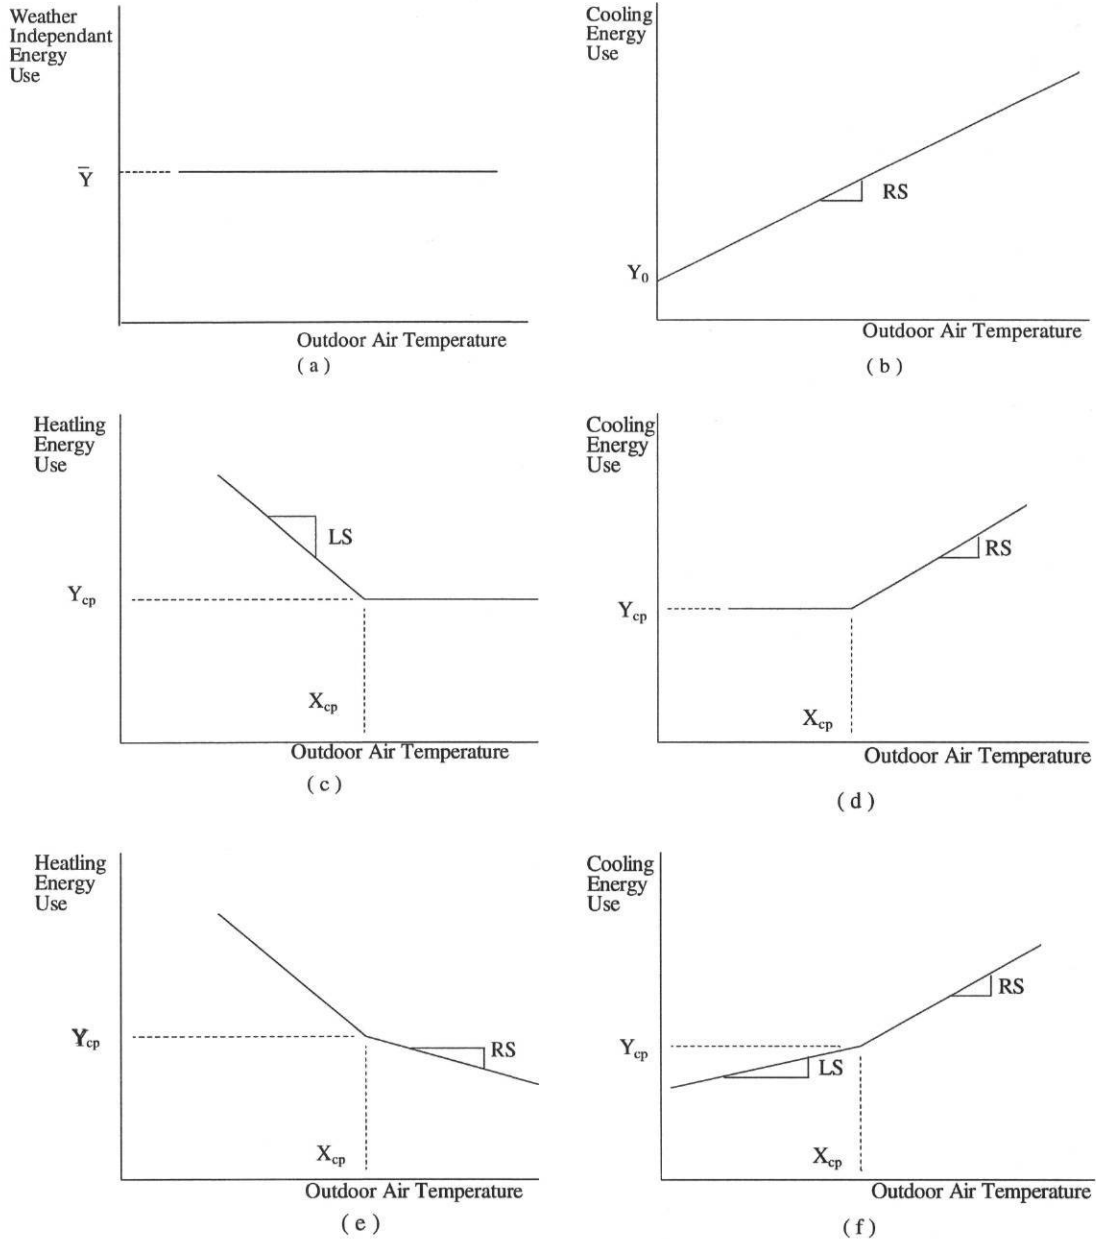 Weather
Independant
Energy
Use
Y̅
Outdoor Air Temperature
( a )
Cooling
Energy
Use
RS
Y₀
Outdoor Air Temperature
( b )
Heatling
Energy
Use
LS
Ycp
Xcp
Outdoor Air Temperature
( c )
Cooling
Energy
Use
RS
Ycp
Xcp
Outdoor Air Temperature
( d )
Heatling
Energy
Use
Ycp
RS
Xcp
Outdoor Air Temperature
( e )
Cooling
Energy
Use
RS
Ycp
LS
Xcp
Outdoor Air Temperature
( f )